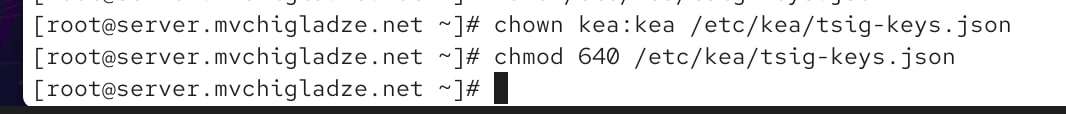 [root@server.mvchigladze.net ~]# chown kea:kea /etc/kea/tsig-keys.json
[root@server.mvchigladze.net ~]# chmod 640 /etc/kea/tsig-keys.json
[root@server.mvchigladze.net ~]#